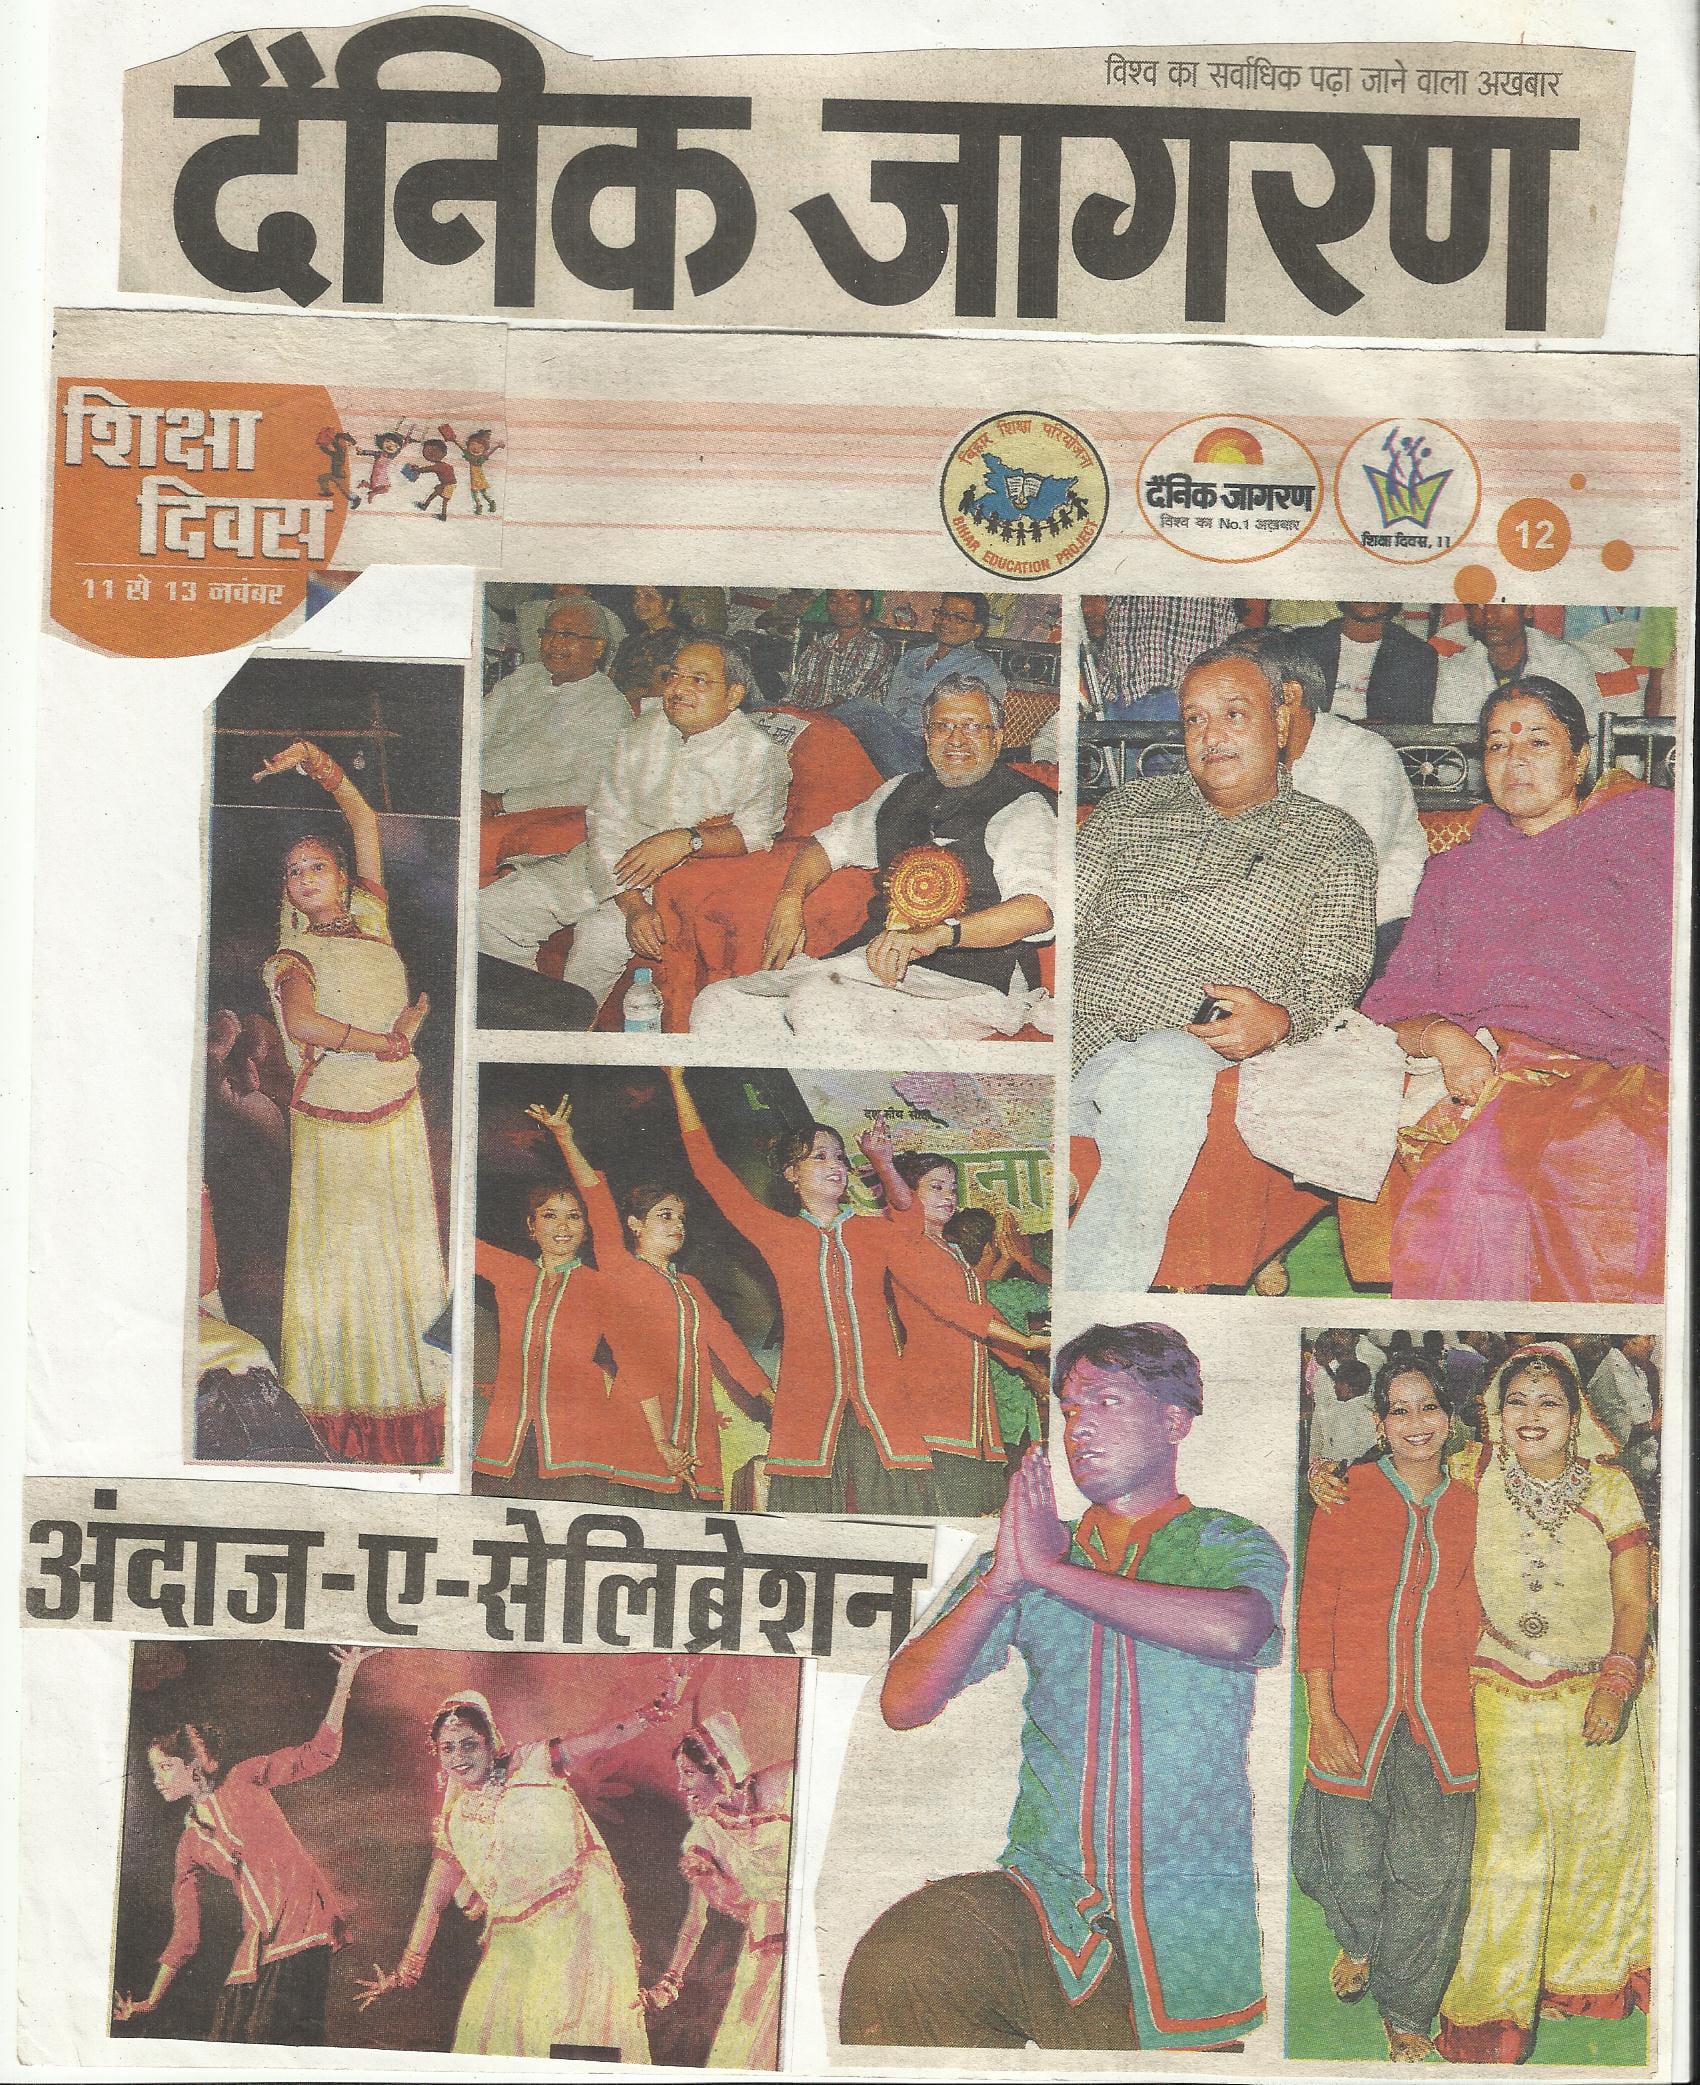 विश्व का सर्वाधिक पढ़ा जाने वाला अखबार
दैनिक जागरण
शिक्षा
दिवस
11 से 13 नवंबर
बिहार शिक्षा परियोजना
BIHAR EDUCATION PROJECT
दैनिक जागरण
विश्व का No.1 अख़बार
शिक्षा दिवस, 11
12
अंदाज-ए-सेलिब्रेशन